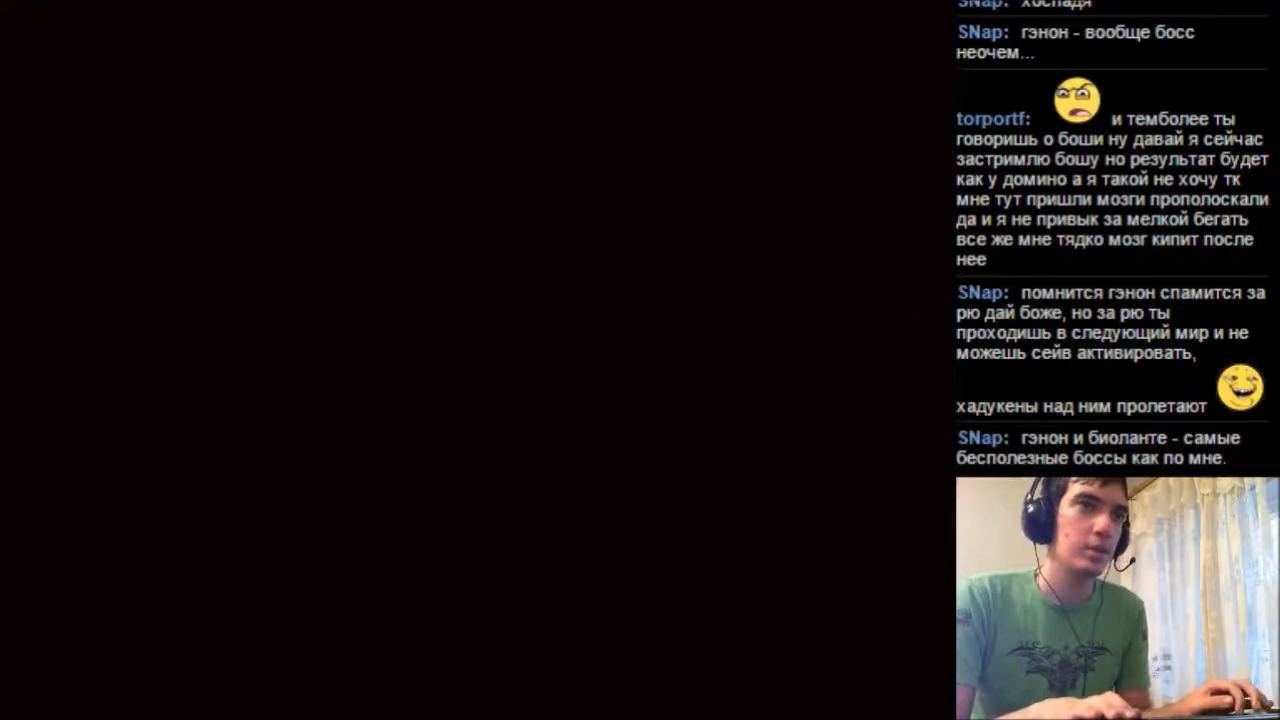 SNap: хоспадя
SNap: гэнон - вообще босс
неочем...
torportf: и темболее ты
говоришь о боши ну давай я сейчас
застримлю бошу но результат будет
как у домино а я такой не хочу тк
мне тут пришли мозги прополоскали
да и я не привык за мелкой бегать
все же мне тядко мозг кипит после
нее
SNap: помнится гэнон спамится за
рю дай боже, но за рю ты
проходишь в следующий мир и не
можешь сейв активировать,
хадукены над ним пролетают
SNap: гэнон и биоланте - самые
бесполезные боссы как по мне.